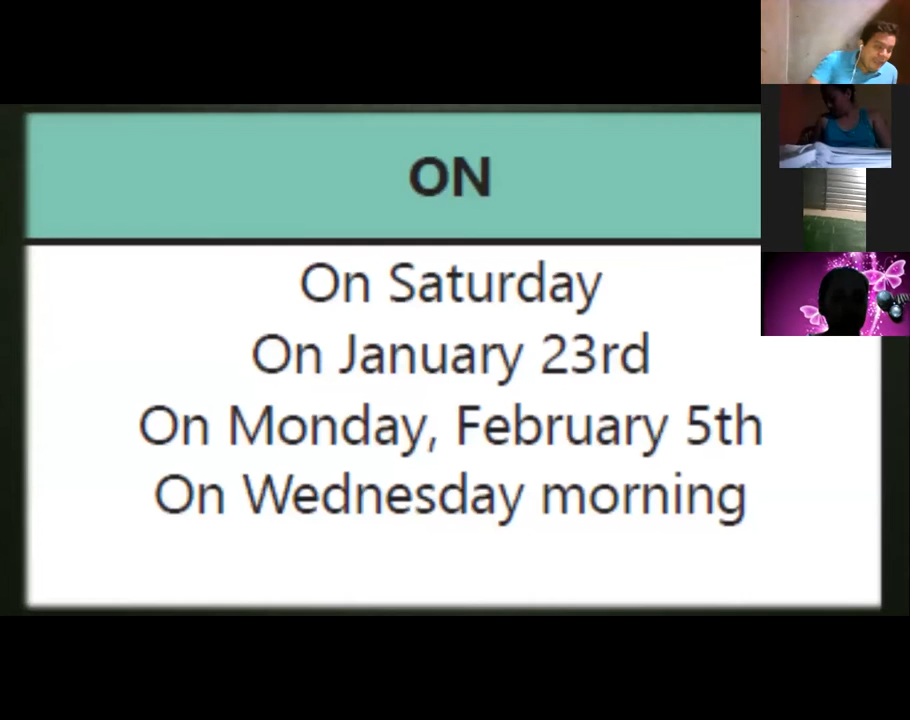 ON
On Saturday
On January 23rd
On Monday, February 5th
On Wednesday morning